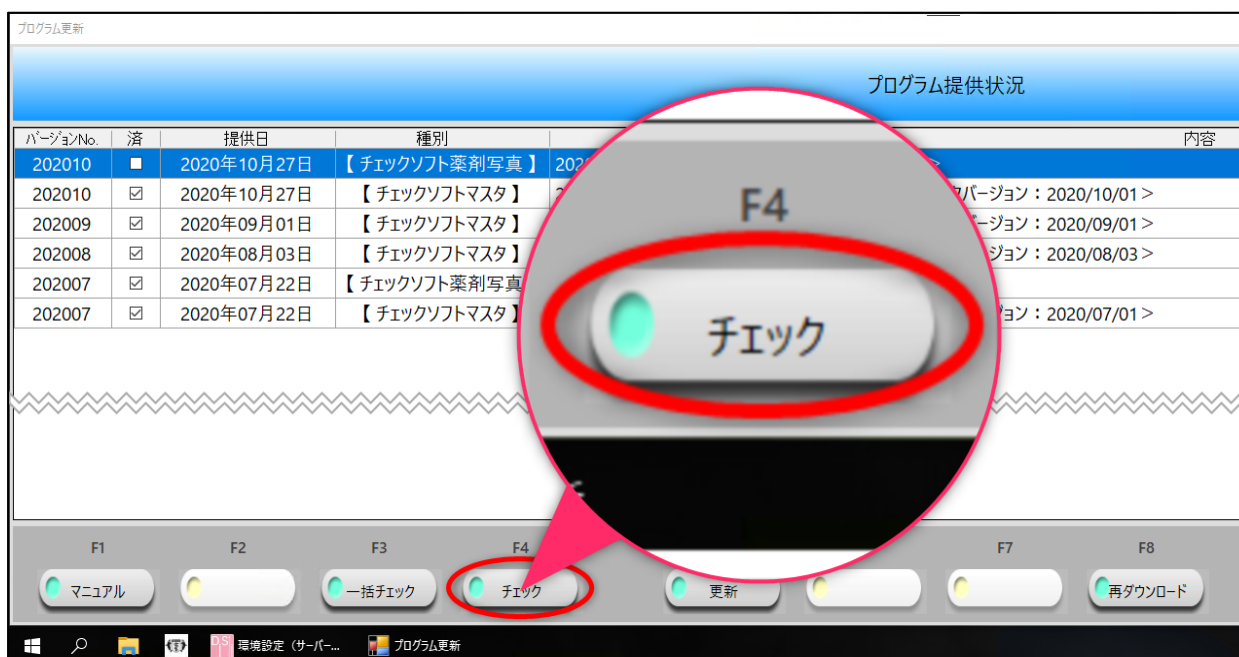 プログラム更新
プログラム提供状況
バージョンNo. 済 提供日 種別 内容
202010 2020年10月27日 【 チェックソフト薬剤写真 】 202
202010 2020年10月27日 【 チェックソフトマスタ 】 バージョン：2020/10/01＞
202009 2020年09月01日 【 チェックソフトマスタ 】 ージョン：2020/09/01＞
202008 2020年08月03日 【 チェックソフトマスタ 】 ジョン：2020/08/03＞
202007 2020年07月22日 【 チェックソフト薬剤写真
202007 2020年07月22日 【 チェックソフトマスタ 】 ジョン：2020/07/01＞
F4
チェック
F1 F2 F3 F4 F7 F8
マニュアル 一括チェック チェック 更新 再ダウンロード
環境設定（サーバー... プログラム更新